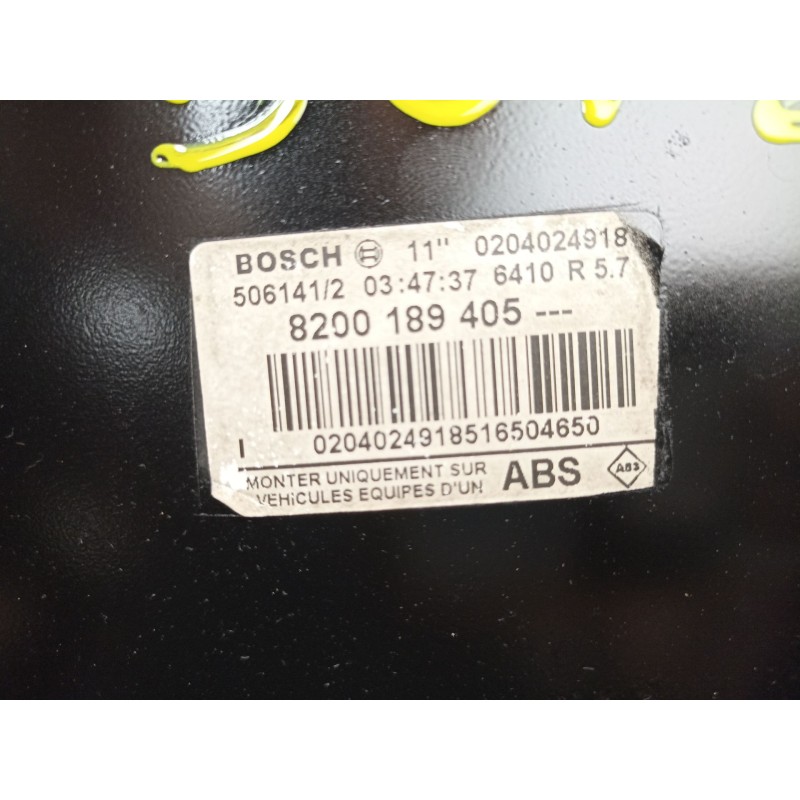 BOSCH 11" 0204024918
506141/2 03:47:37 6410 R 5.7
8200 189 405 ---
I 0204024918516504650
MONTER UNIQUEMENT SUR
VEHiCULES EQUIPES D'UN ABS